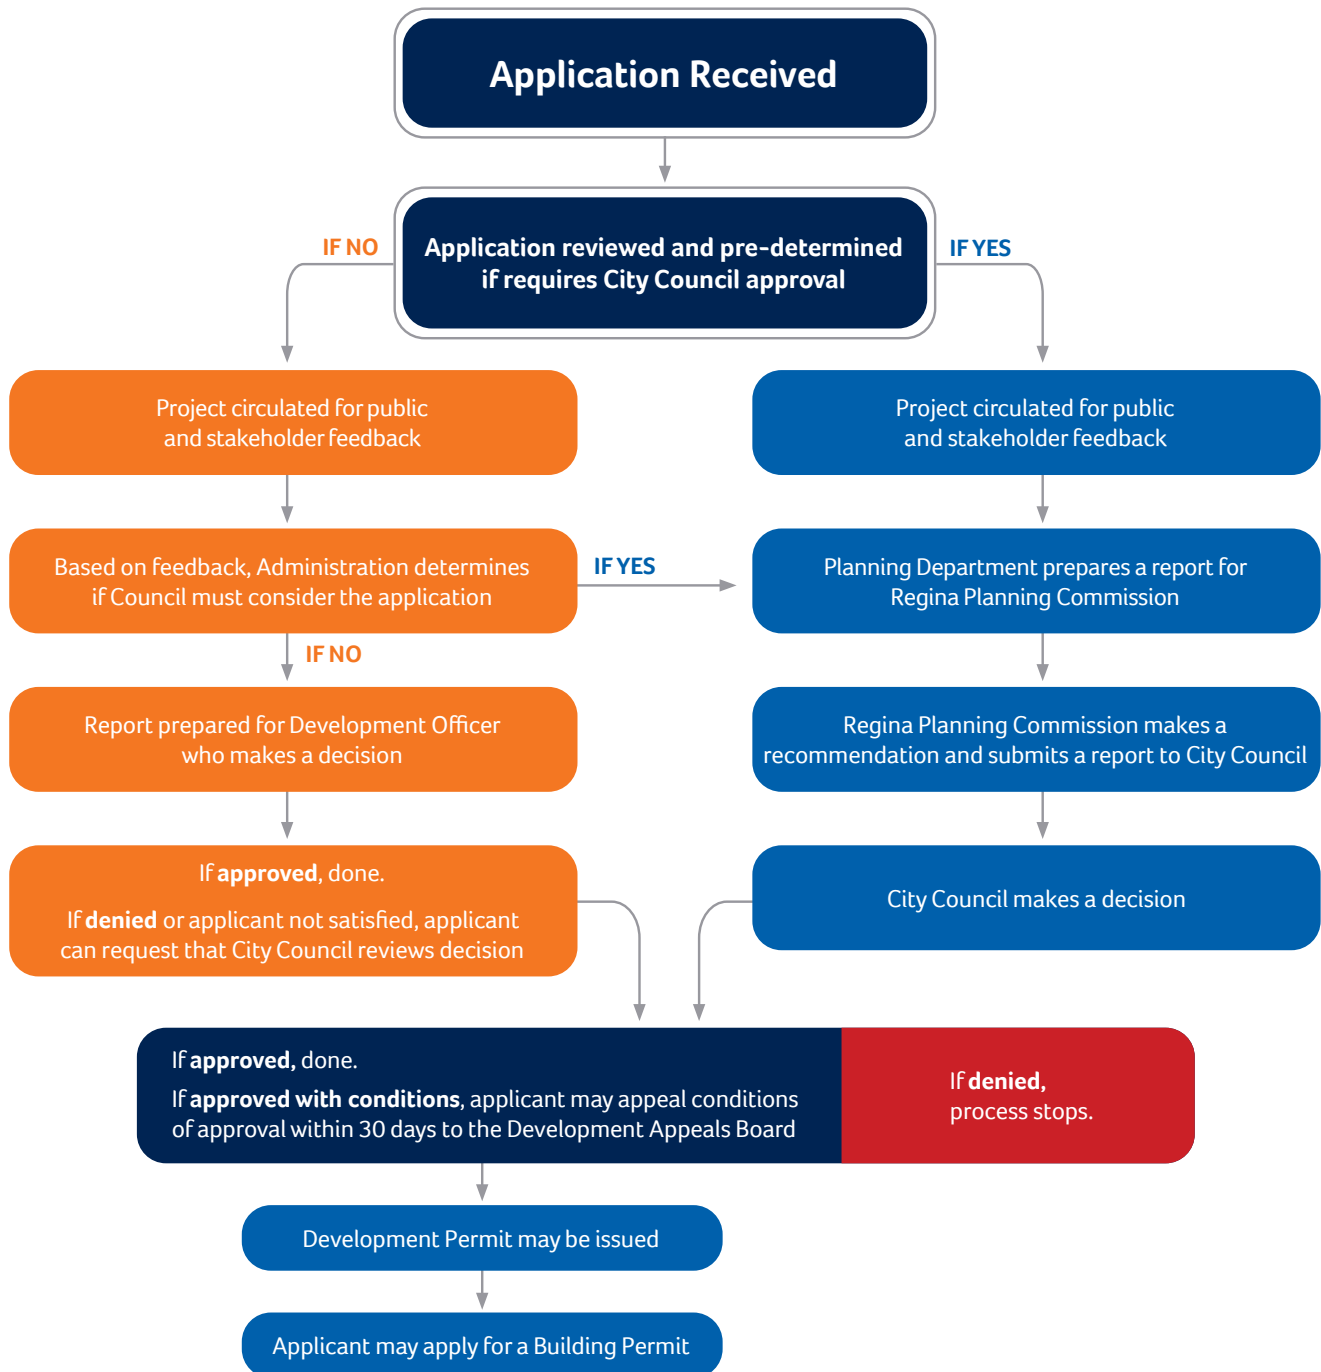 Application Received
Application reviewed and pre-determined
if requires City Council approval
IF NO
IF YES
Project circulated for public
and stakeholder feedback
Project circulated for public
and stakeholder feedback
Based on feedback, Administration determines
if Council must consider the application
IF YES
Planning Department prepares a report for
Regina Planning Commission
IF NO
Report prepared for Development Officer
who makes a decision
Regina Planning Commission makes a
recommendation and submits a report to City Council
If approved, done.
If denied or applicant not satisfied, applicant
can request that City Council reviews decision
City Council makes a decision
If approved, done.
If approved with conditions, applicant may appeal conditions
of approval within 30 days to the Development Appeals Board
If denied,
process stops.
Development Permit may be issued
Applicant may apply for a Building Permit